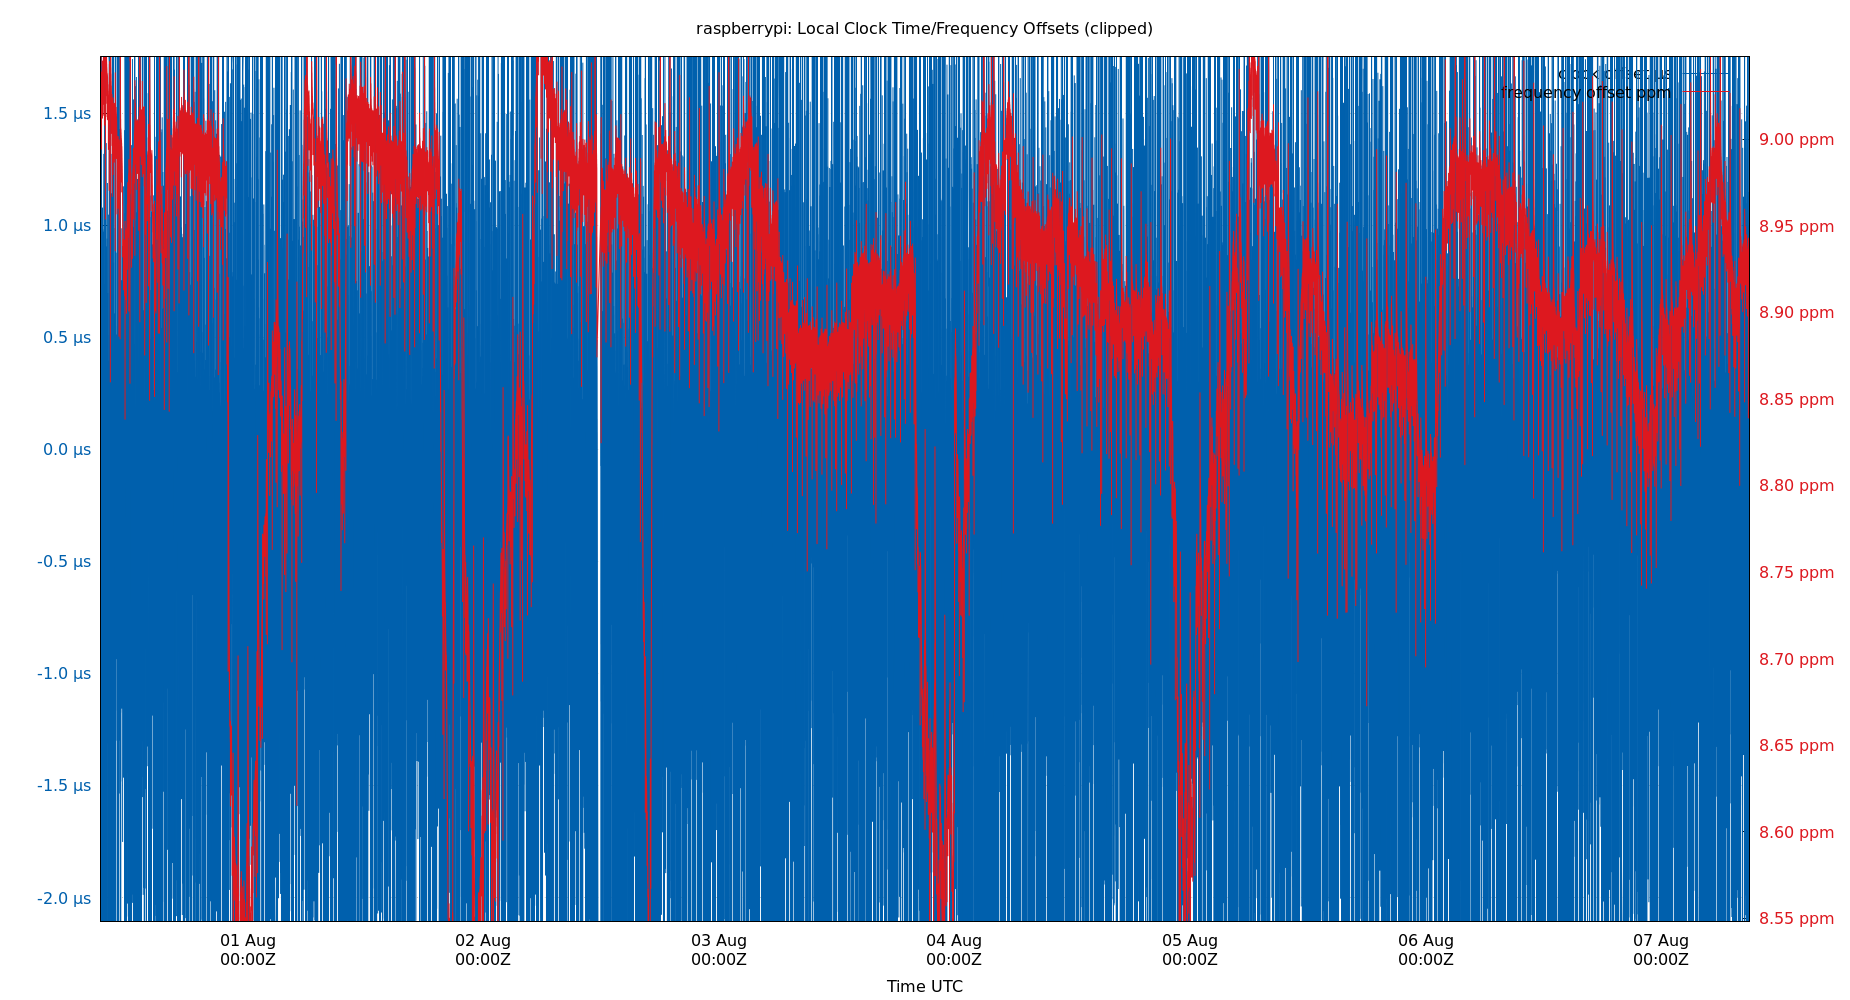 raspberrypi: Local Clock Time/Frequency Offsets (clipped)
clock offset µs
frequency offset ppm
1.5 µs
1.0 µs
0.5 µs
0.0 µs
-0.5 µs
-1.0 µs
-1.5 µs
-2.0 µs
9.00 ppm
8.95 ppm
8.90 ppm
8.85 ppm
8.80 ppm
8.75 ppm
8.70 ppm
8.65 ppm
8.60 ppm
8.55 ppm
01 Aug
00:00Z
02 Aug
00:00Z
03 Aug
00:00Z
04 Aug
00:00Z
05 Aug
00:00Z
06 Aug
00:00Z
07 Aug
00:00Z
Time UTC